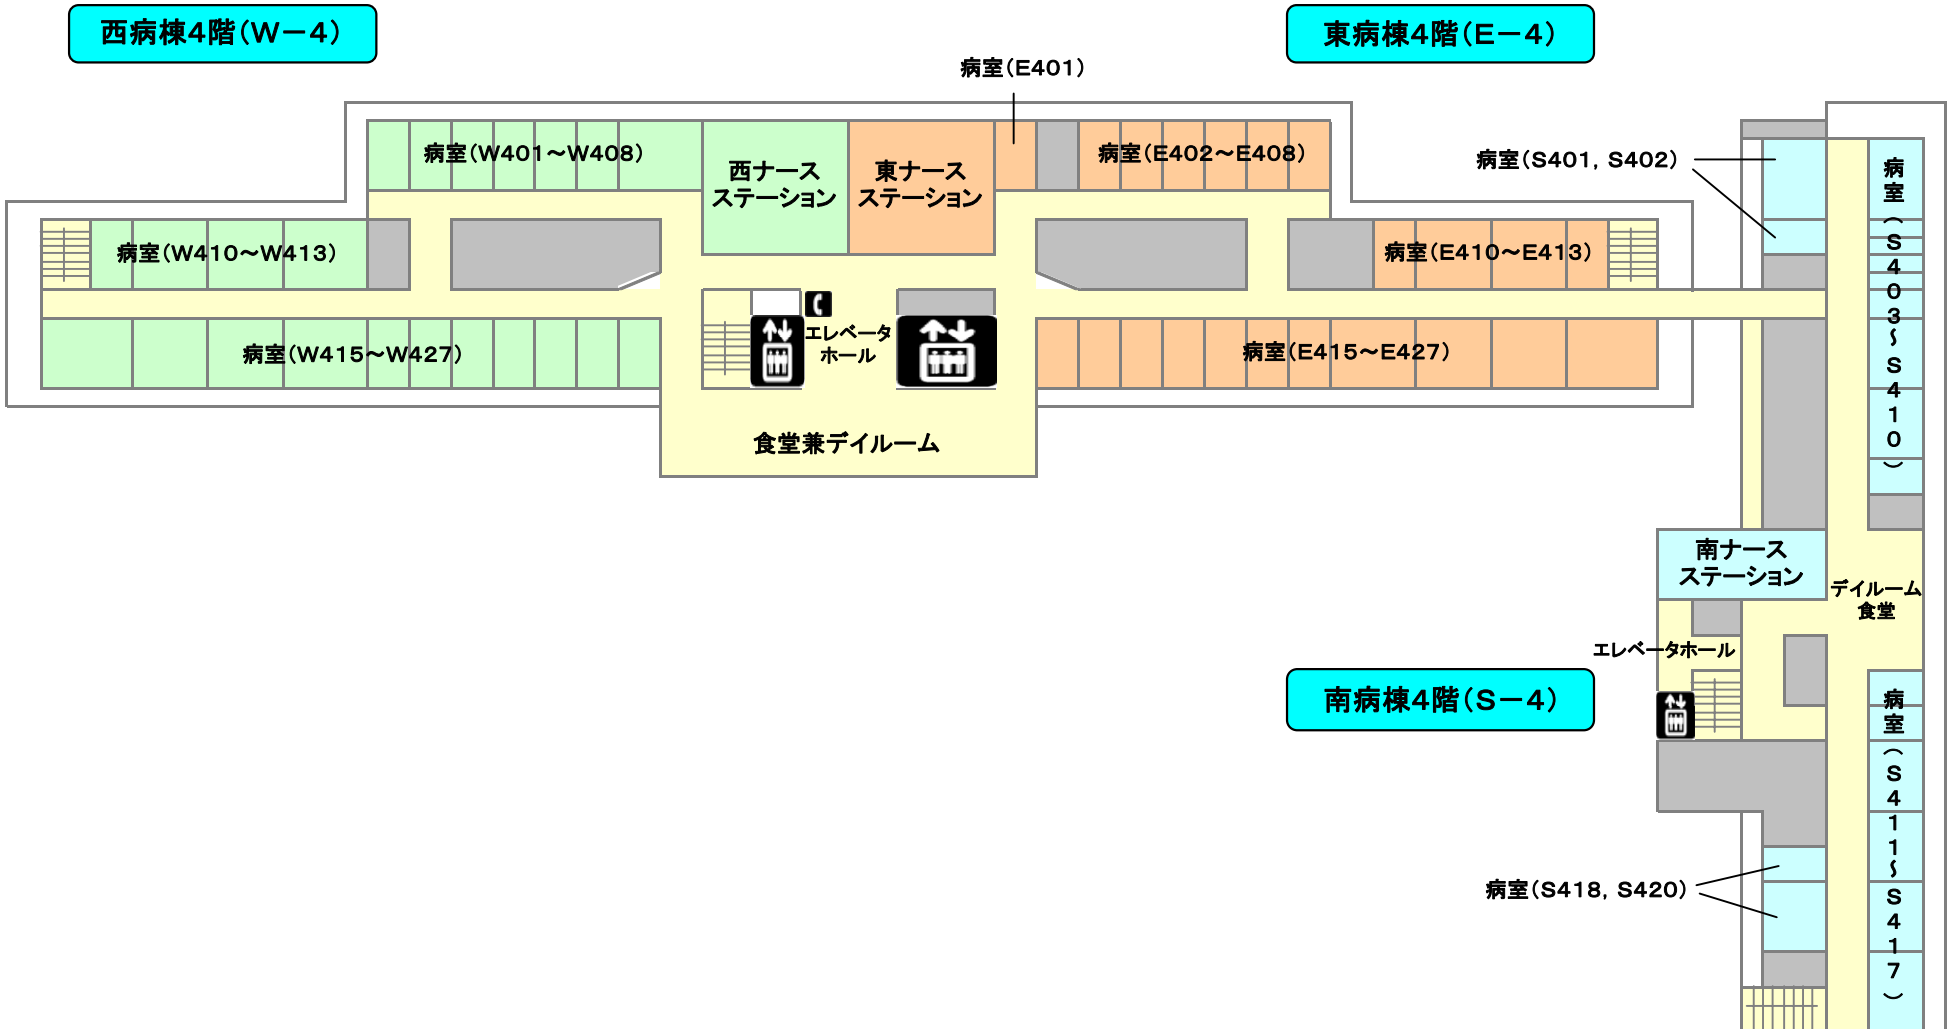 西病棟4階(W－4)
東病棟4階(E－4)
病室(E401)
病室(W401～W408)
西ナース
ステーション
東ナース
ステーション
病室(E402～E408)
病室(S401, S402)
病室(S403～S410)
病室(W410～W413)
病室(E410～E413)
エレベータ
ホール
病室(W415～W427)
病室(E415～E427)
食堂兼デイルーム
南ナース
ステーション
デイルーム
食堂
エレベータホール
南病棟4階(S－4)
病室(S411～S417)
病室(S418, S420)